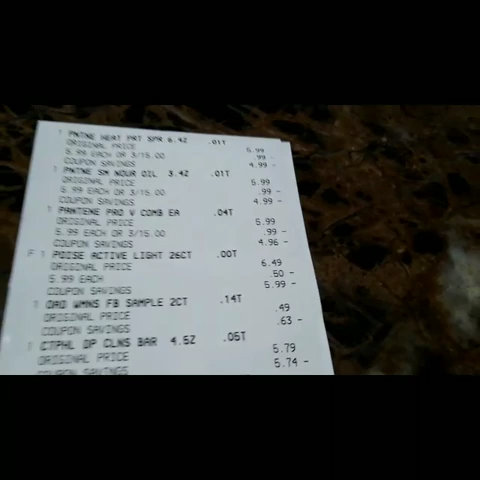 1 PNTNE HEAT PRT SPR 6.4Z .01T
ORIGINAL PRICE 5.99
5.99 EACH OR 3/15.00 .99 -
COUPON SAVINGS 4.99 -
1 PNTNE SM NOUR OIL 3.4Z .01T
ORIGINAL PRICE 5.99
5.99 EACH OR 3/15.00 .99 -
COUPON SAVINGS 4.99 -
1 PANTENE PRO V COMB EA .04T
ORIGINAL PRICE 5.99
5.99 EACH OR 3/15.00 .99 -
COUPON SAVINGS 4.96 -
F 1 POISE ACTIVE LIGHT 26CT .00T
ORIGINAL PRICE 6.49
5.99 EACH .50 -
COUPON SAVINGS 5.99 -
1 WMNS FB SAMPLE 2CT .14T
ORIGINAL PRICE .49
COUPON SAVINGS .63 -
1 CTPHL DP CLNS BAR 4.5Z .05T
ORIGINAL PRICE 5.79
COUPON SAVINGS 5.74 -